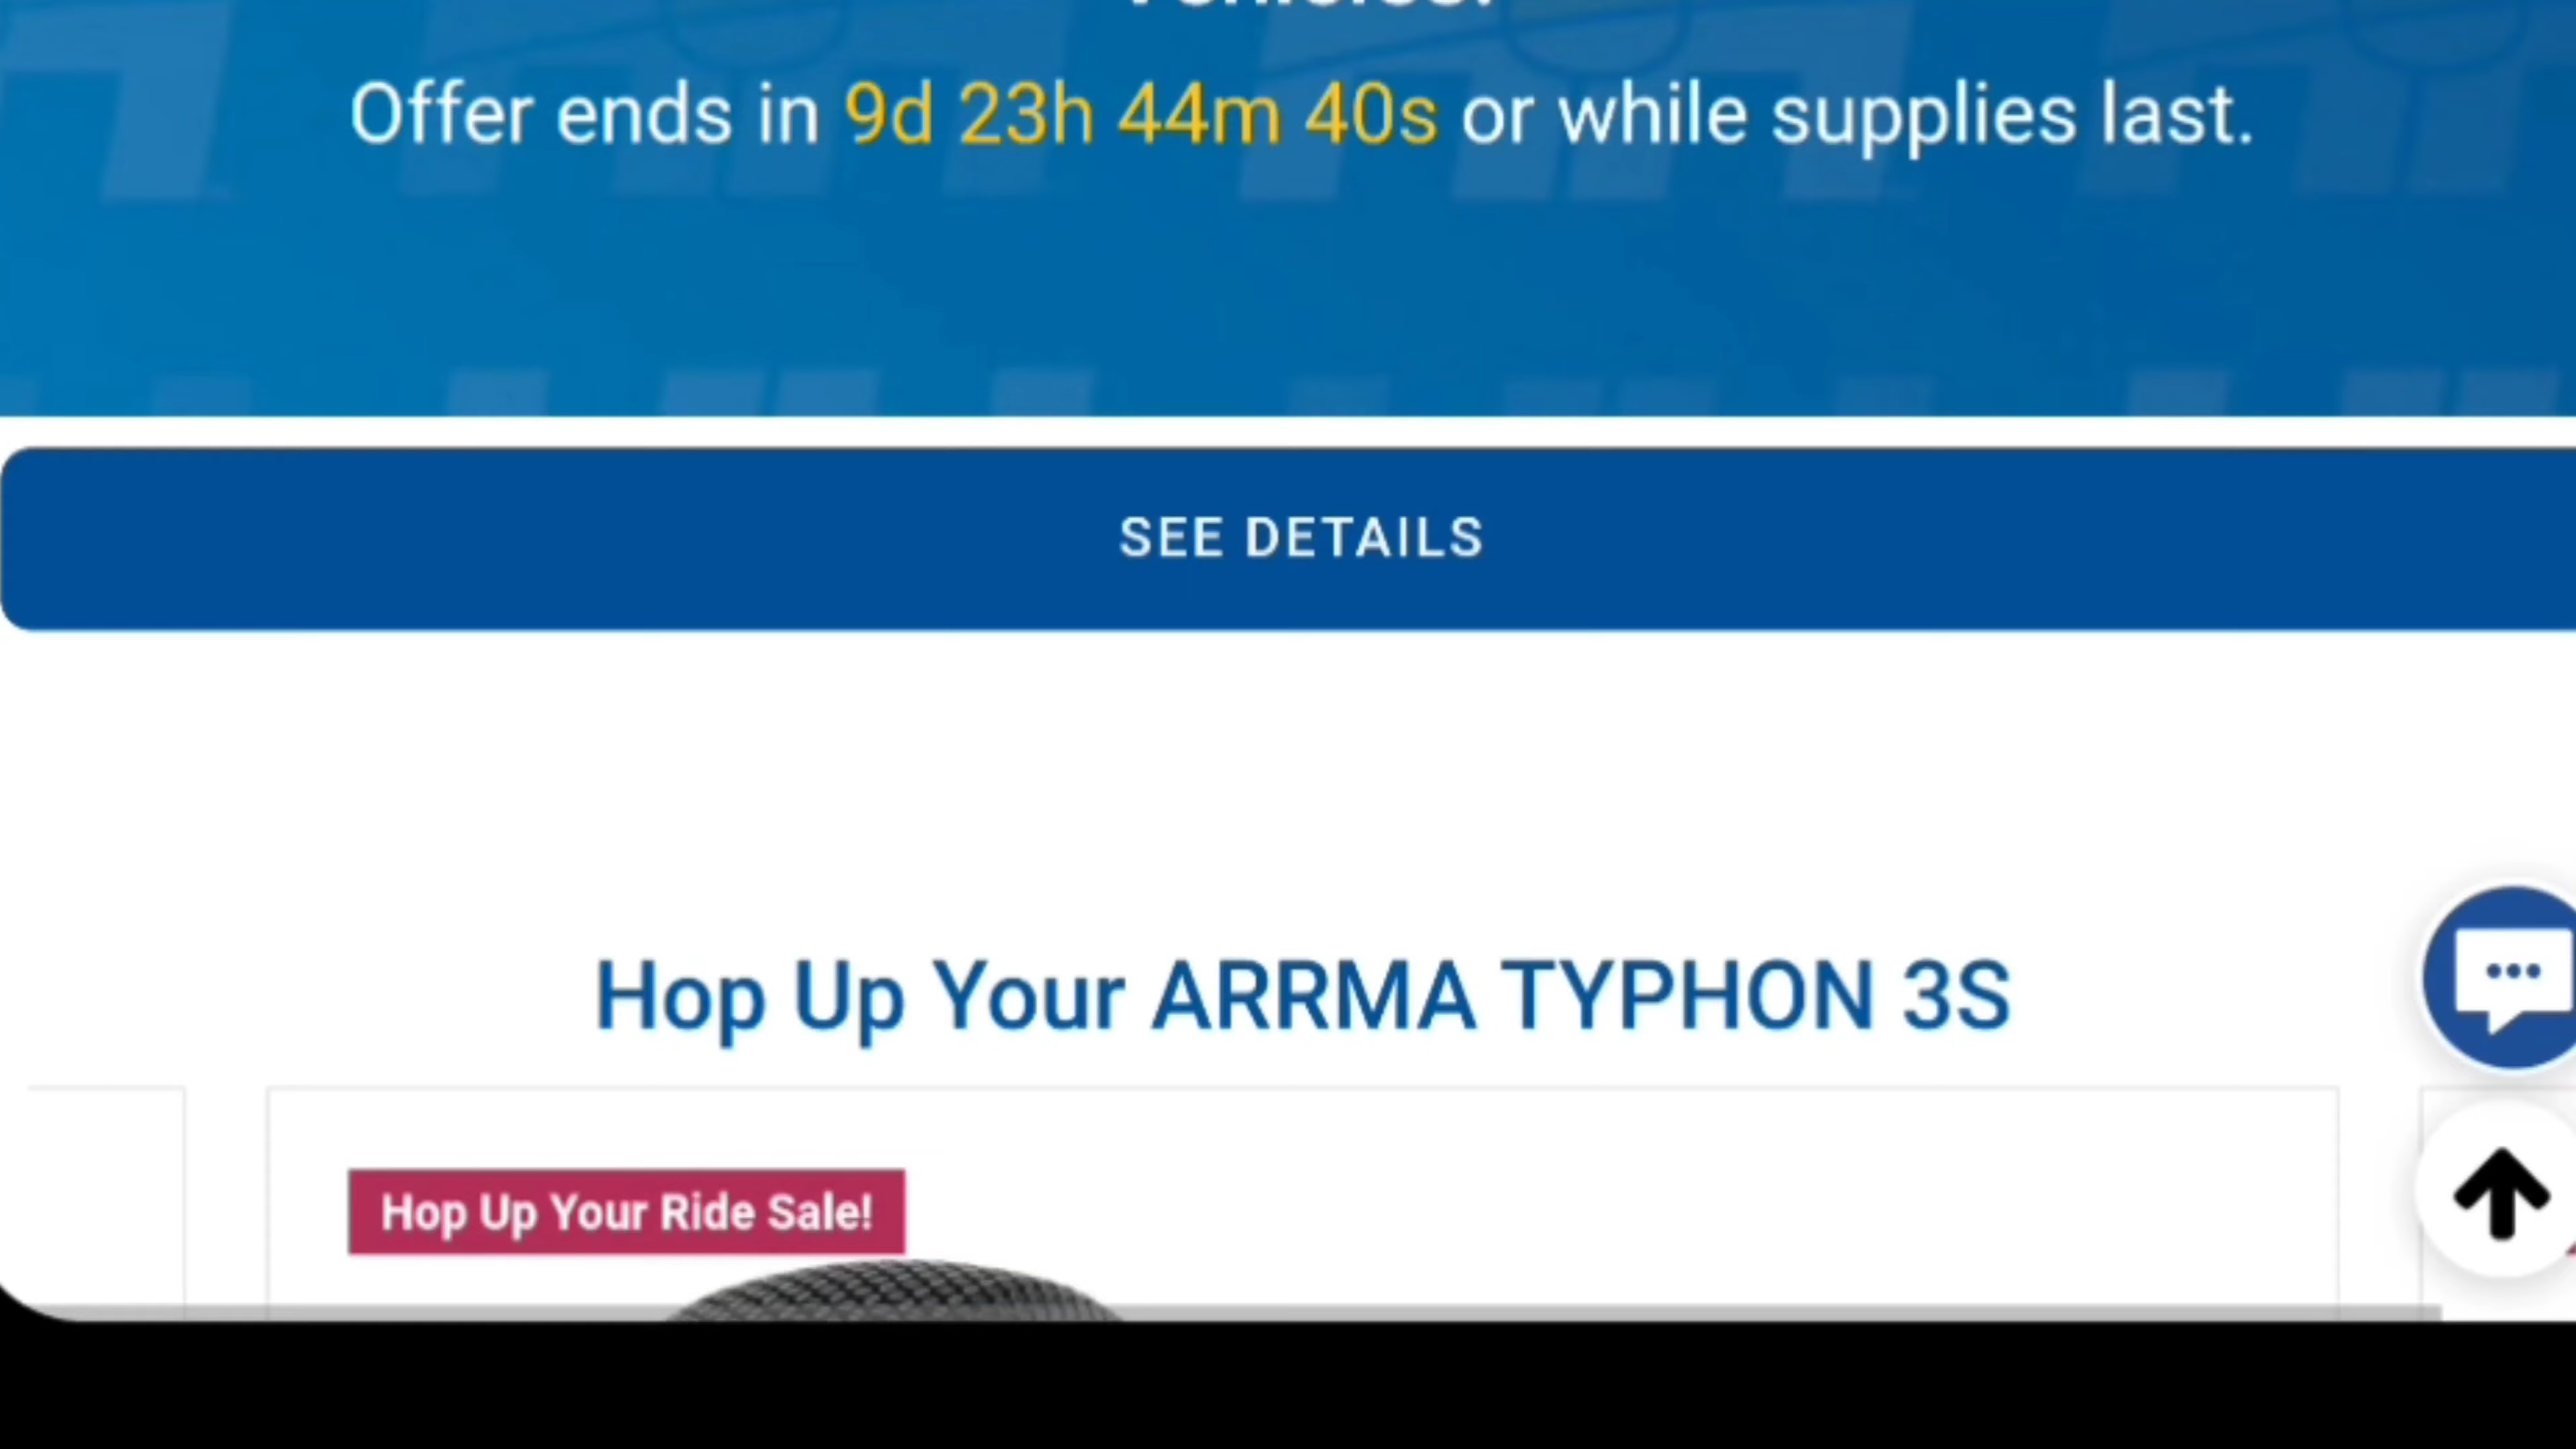 Offer ends in 9d 23h 44m 40s or while supplies last.
SEE DETAILS
Hop Up Your ARRMA TYPHON 3S
Hop Up Your Ride Sale!